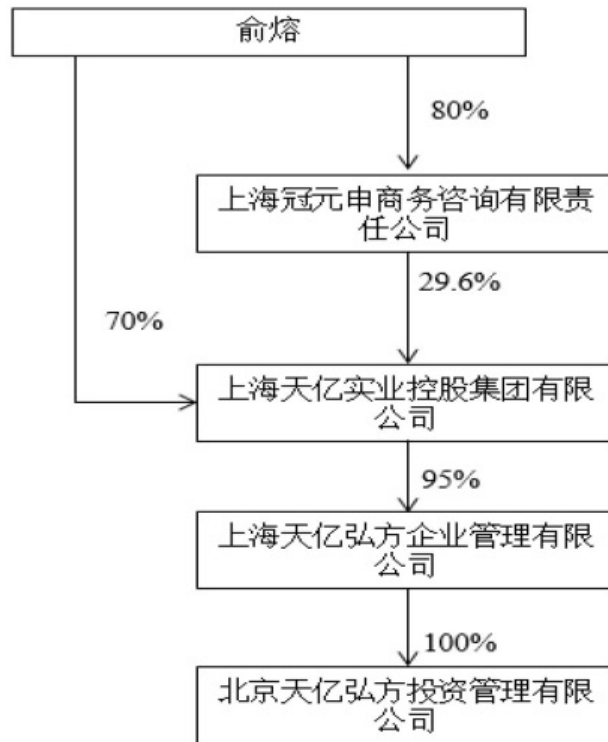 俞熔
80%
上海冠元申商务咨询有限责
任公司
29.6%
70%
上海天亿实业控股集团有限
公司
95%
上海天亿弘方企业管理有限
公司
100%
北京天亿弘方投资管理有限
公司